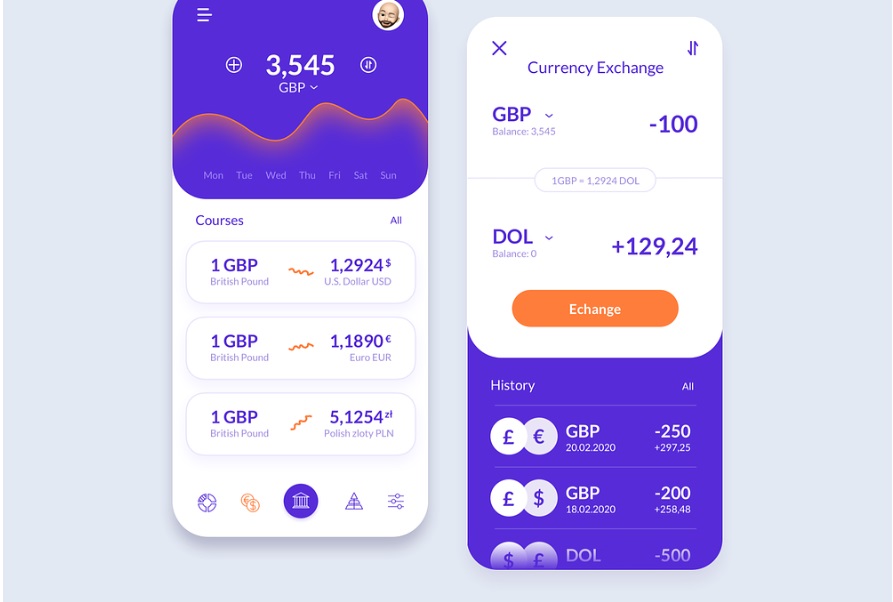 3,545
GBP
Mon Tue Wed Thu Fri Sat Sun
Courses All
1 GBP 1,2924 $
British Pound U.S. Dollar USD
1 GBP 1,1890 €
British Pound Euro EUR
1 GBP 5,1254 zł
British Pound Polish zloty PLN
Currency Exchange
GBP -100
Balance: 3,545
1GBP = 1,2924 DOL
DOL +129,24
Balance: 0
Echange
History All
£ € GBP -250
20.02.2020 +297,25
£ $ GBP -200
18.02.2020 +258,48
$ £ DOL -500